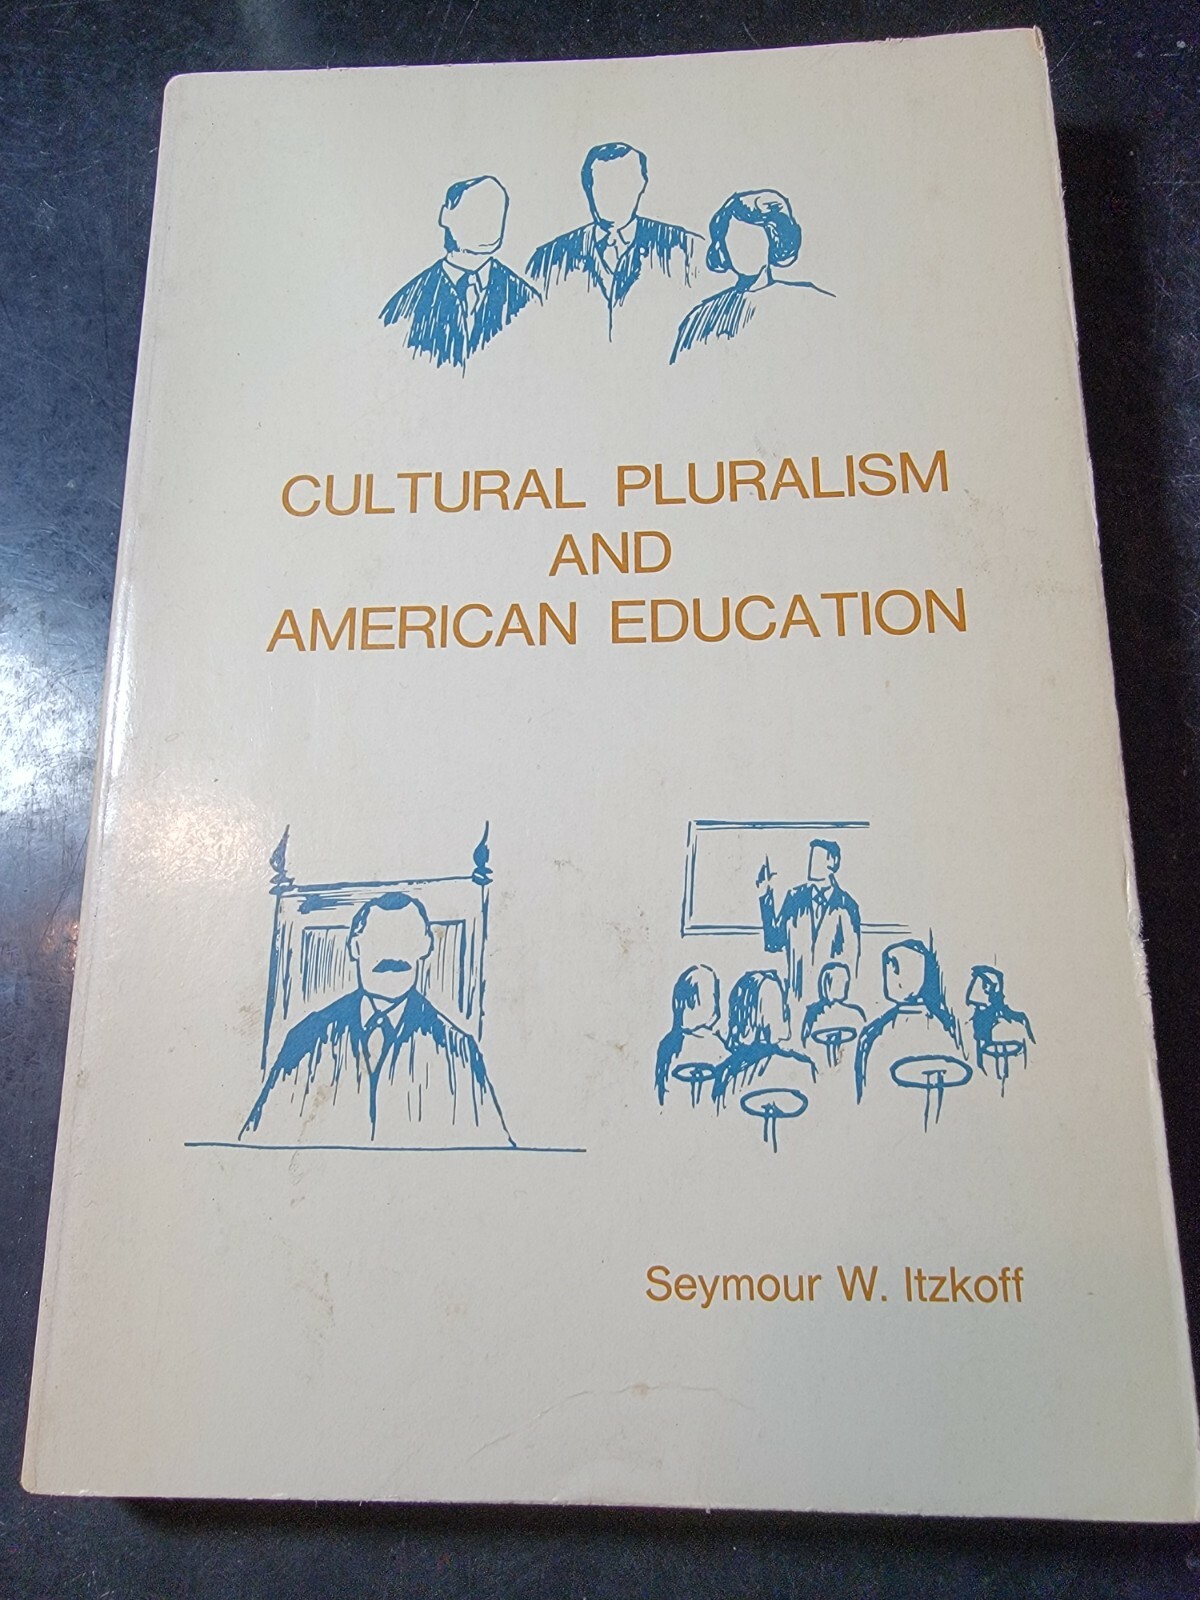 CULTURAL PLURALISM
AND
AMERICAN EDUCATION
Seymour W. Itzkoff